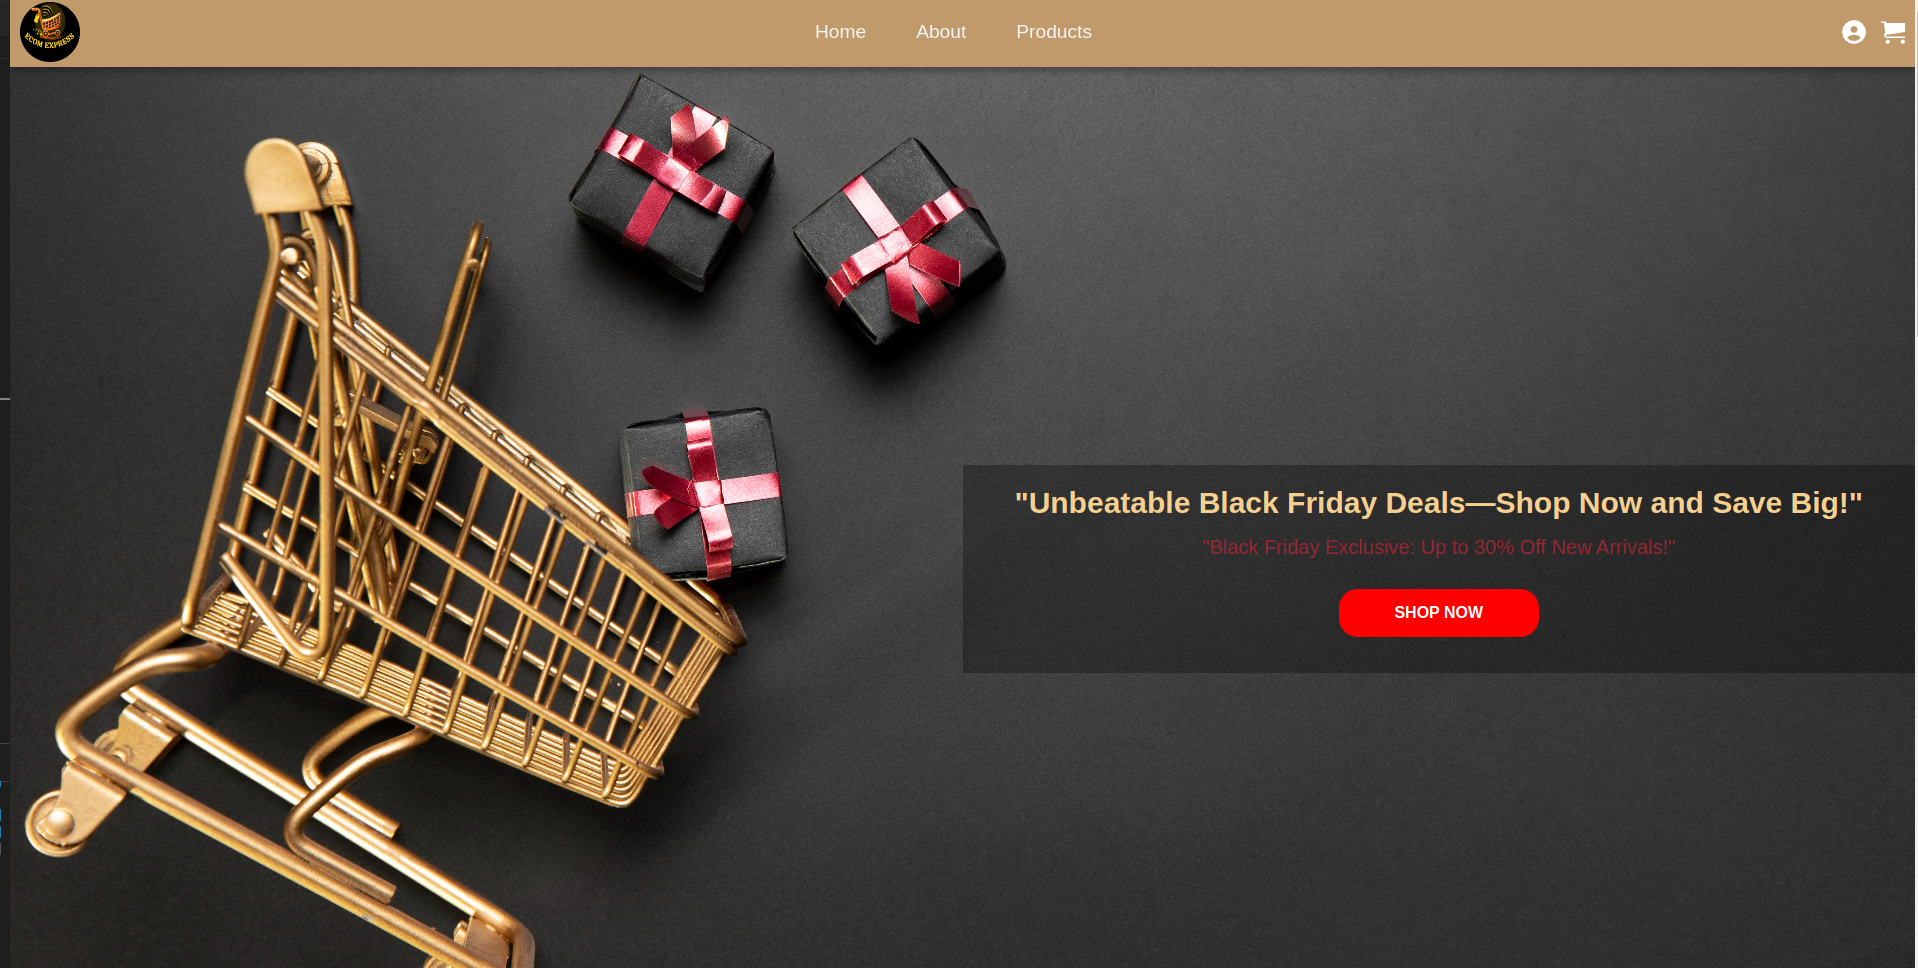 ECOM EXPRESS
Home
About
Products
"Unbeatable Black Friday Deals—Shop Now and Save Big!"
"Black Friday Exclusive: Up to 30% Off New Arrivals!"
SHOP NOW